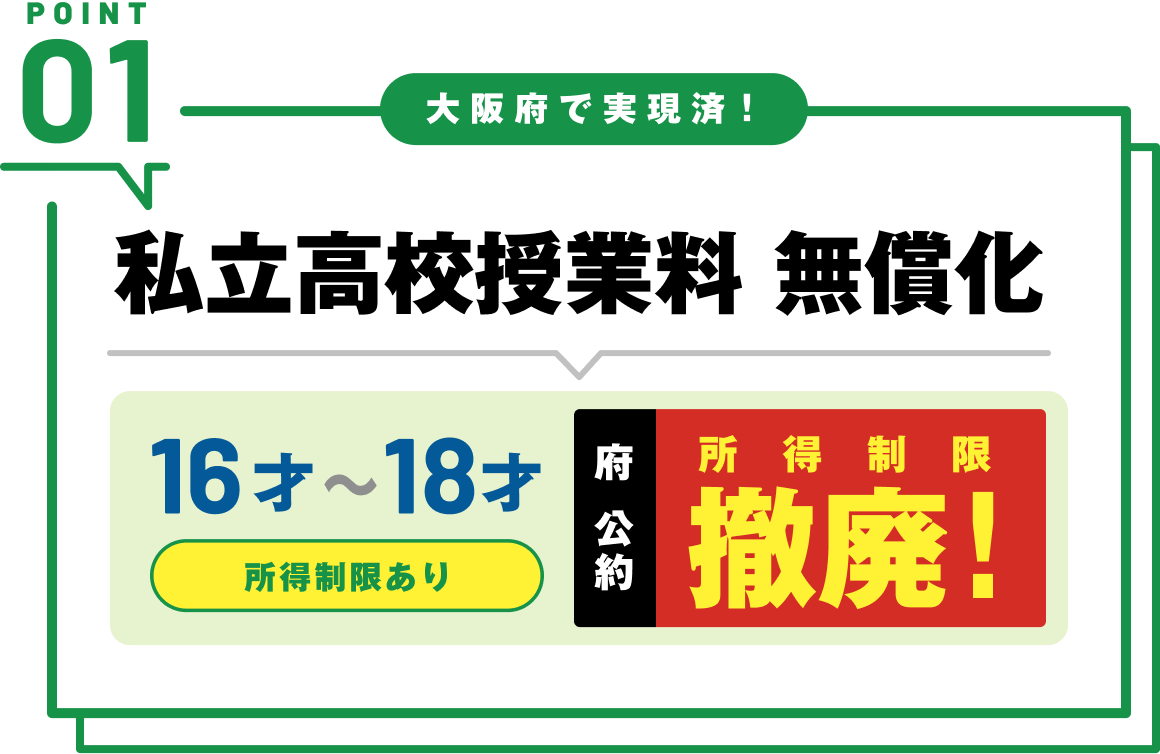 POINT
01
大阪府で実現済！
私立高校授業料 無償化
16才～18才
所得制限あり
府公約
所得制限
撤廃！